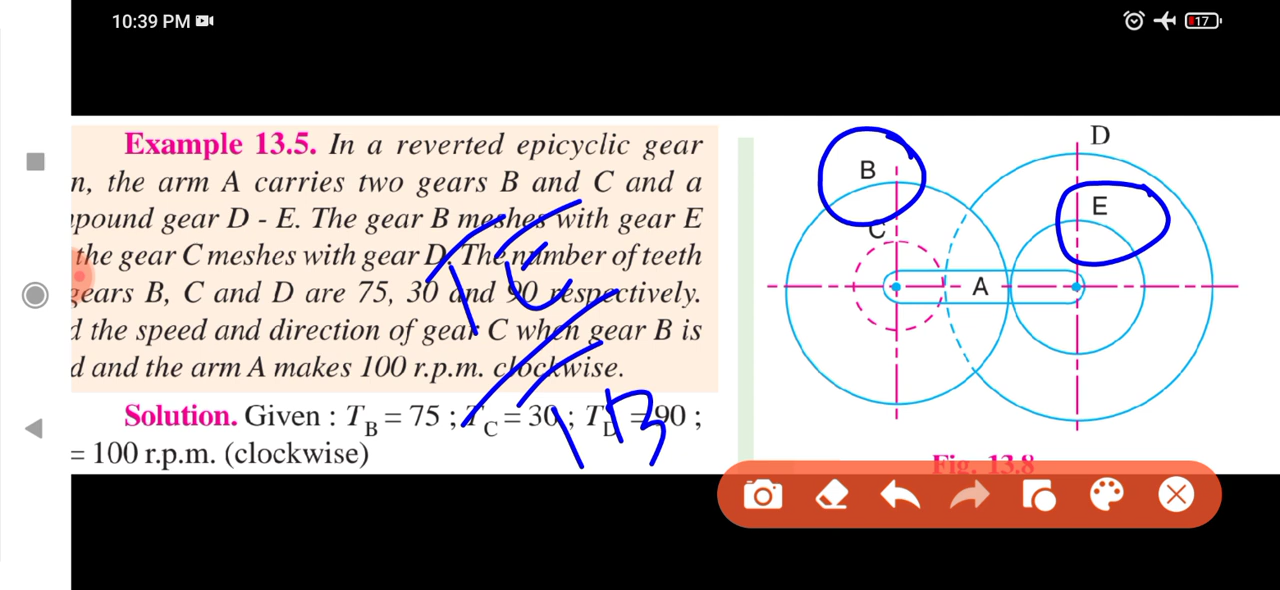 10:39 PM
17
Example 13.5. In a reverted epicyclic gear
n, the arm A carries two gears B and C and a
pound gear D - E. The gear B meshes with gear E
the gear C meshes with gear D. The number of teeth
gears B, C and D are 75, 30 and 90 respectively.
d the speed and direction of gear C when gear B is
d and the arm A makes 100 r.p.m. clockwise.
Solution. Given : TB = 75 ; TC = 30 ; TD = 90 ;
= 100 r.p.m. (clockwise)
TE
TB
D
B
E
C
A
Fig. 13.8